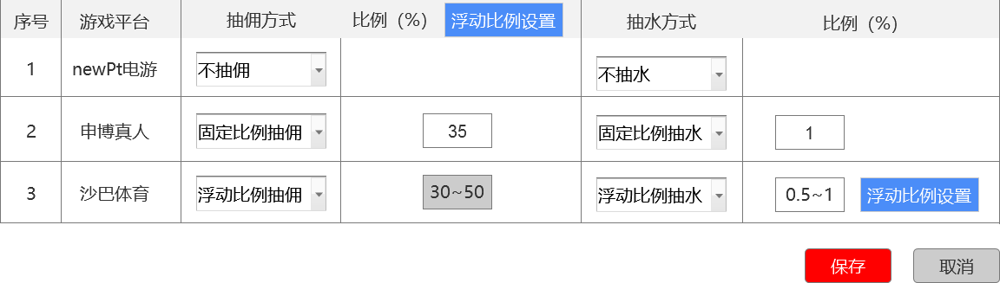 序号 游戏平台 抽佣方式 比例（%） 浮动比例设置 抽水方式 比例（%）
1 newPt电游 不抽佣 不抽水
2 申博真人 固定比例抽佣 35 固定比例抽水 1
3 沙巴体育 浮动比例抽佣 30~50 浮动比例抽水 0.5~1 浮动比例设置
保存 取消